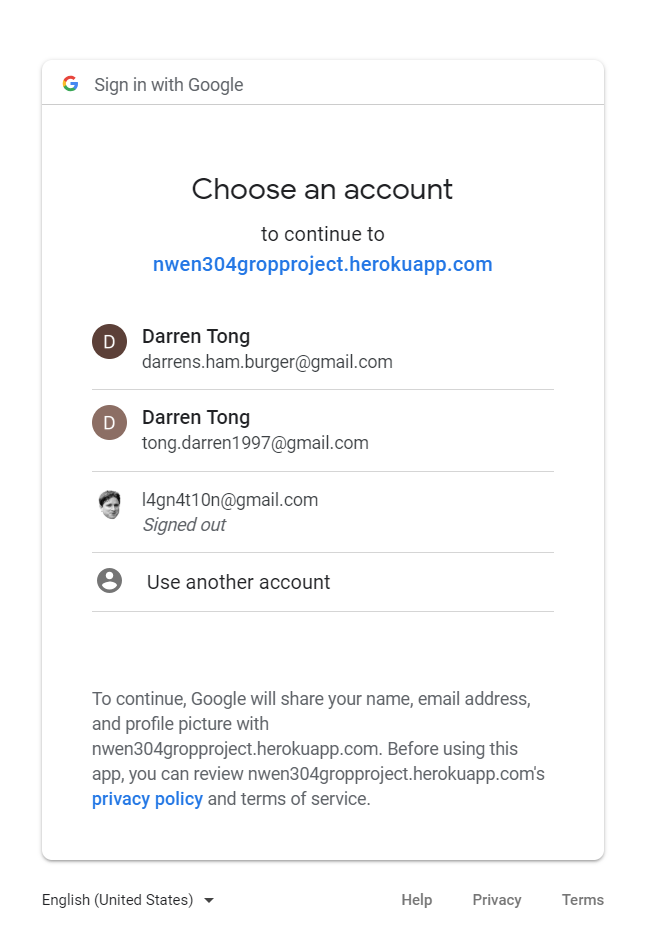 Sign in with Google
Choose an account
to continue to
nwen304gropproject.herokuapp.com
D
Darren Tong
darrens.ham.burger@gmail.com
D
Darren Tong
tong.darren1997@gmail.com
l4gn4t10n@gmail.com
Signed out
Use another account
To continue, Google will share your name, email address,
and profile picture with
nwen304gropproject.herokuapp.com. Before using this
app, you can review nwen304gropproject.herokuapp.com's
privacy policy and terms of service.
English (United States)
Help
Privacy
Terms